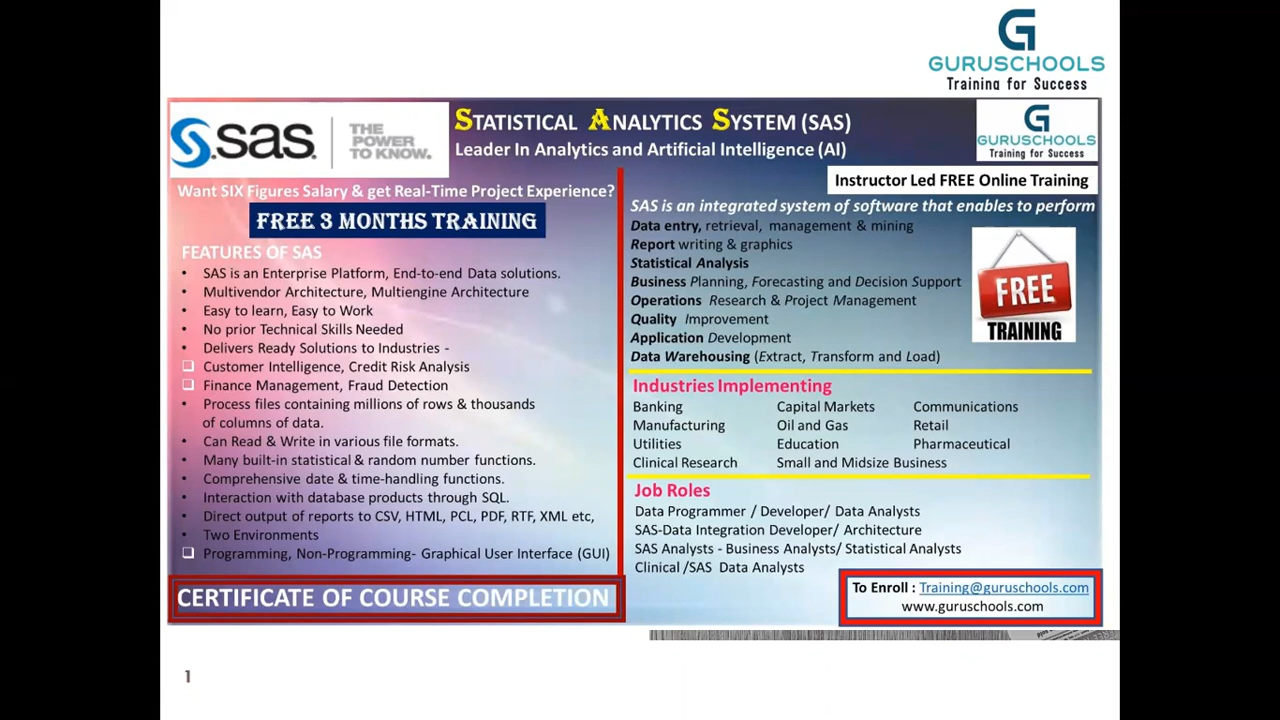 GURUSCHOOLS
Training for Success
sas
THE
POWER
TO KNOW.
STATISTICAL ANALYTICS SYSTEM (SAS)
Leader In Analytics and Artificial Intelligence (AI)
GURUSCHOOLS
Training for Success
Want SIX Figures Salary & get Real-Time Project Experience?
FREE 3 MONTHS TRAINING
FEATURES OF SAS
• SAS is an Enterprise Platform, End-to-end Data solutions.
• Multivendor Architecture, Multiengine Architecture
• Easy to learn, Easy to Work
• No prior Technical Skills Needed
• Delivers Ready Solutions to Industries -
❑ Customer Intelligence, Credit Risk Analysis
❑ Finance Management, Fraud Detection
• Process files containing millions of rows & thousands
of columns of data.
• Can Read & Write in various file formats.
• Many built-in statistical & random number functions.
• Comprehensive date & time-handling functions.
• Interaction with database products through SQL.
• Direct output of reports to CSV, HTML, PCL, PDF, RTF, XML etc,
• Two Environments
❑ Programming, Non-Programming- Graphical User Interface (GUI)
CERTIFICATE OF COURSE COMPLETION
Instructor Led FREE Online Training
SAS is an integrated system of software that enables to perform
Data entry, retrieval, management & mining
Report writing & graphics
Statistical Analysis
Business Planning, Forecasting and Decision Support
Operations Research & Project Management
Quality Improvement
Application Development
Data Warehousing (Extract, Transform and Load)
FREE
TRAINING
Industries Implementing
Banking Capital Markets Communications
Manufacturing Oil and Gas Retail
Utilities Education Pharmaceutical
Clinical Research Small and Midsize Business
Job Roles
Data Programmer / Developer/ Data Analysts
SAS-Data Integration Developer/ Architecture
SAS Analysts - Business Analysts/ Statistical Analysts
Clinical /SAS Data Analysts
To Enroll : Training@guruschools.com
www.guruschools.com
1